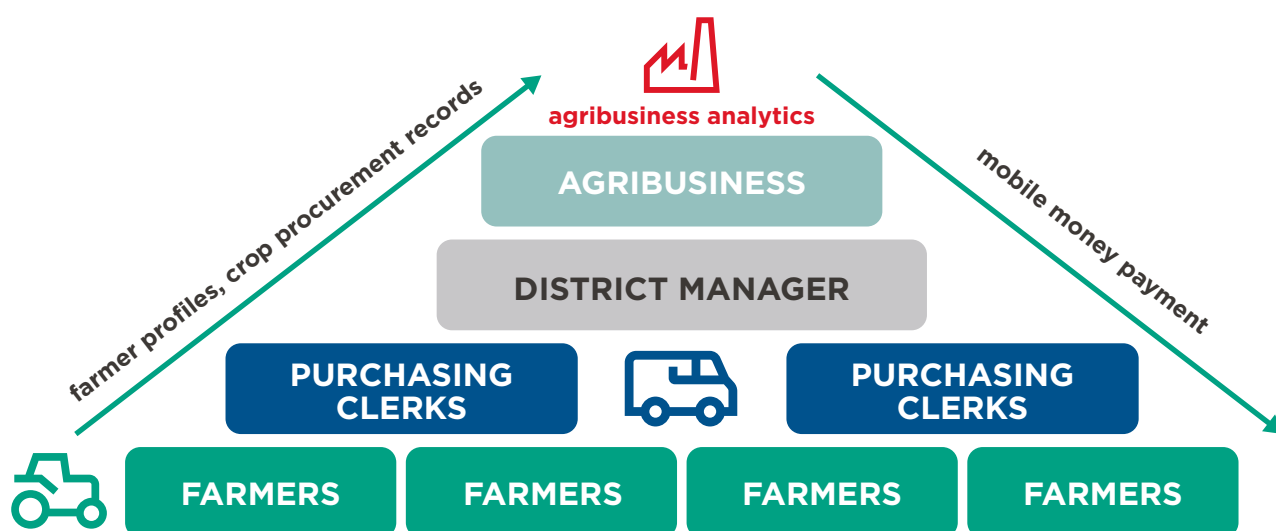 agribusiness analytics
farmer profiles, crop procurement records
mobile money payment
AGRIBUSINESS
DISTRICT MANAGER
PURCHASING
CLERKS
PURCHASING
CLERKS
FARMERS
FARMERS
FARMERS
FARMERS